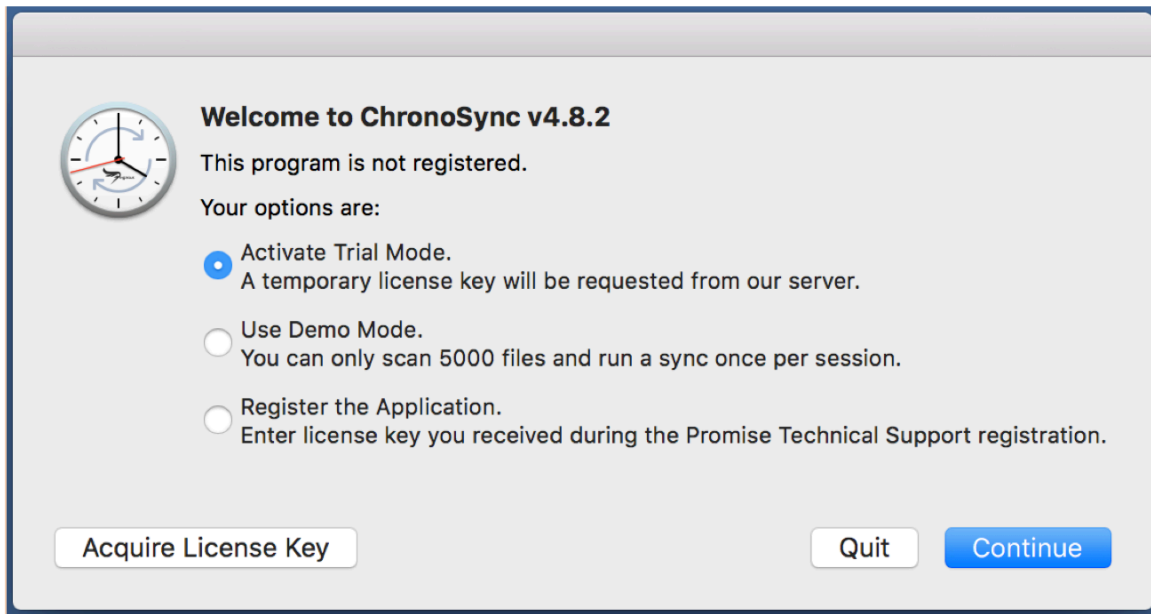 Welcome to ChronoSync v4.8.2
This program is not registered.
Your options are:
Activate Trial Mode.
A temporary license key will be requested from our server.
Use Demo Mode.
You can only scan 5000 files and run a sync once per session.
Register the Application.
Enter license key you received during the Promise Technical Support registration.
Acquire License Key
Quit
Continue